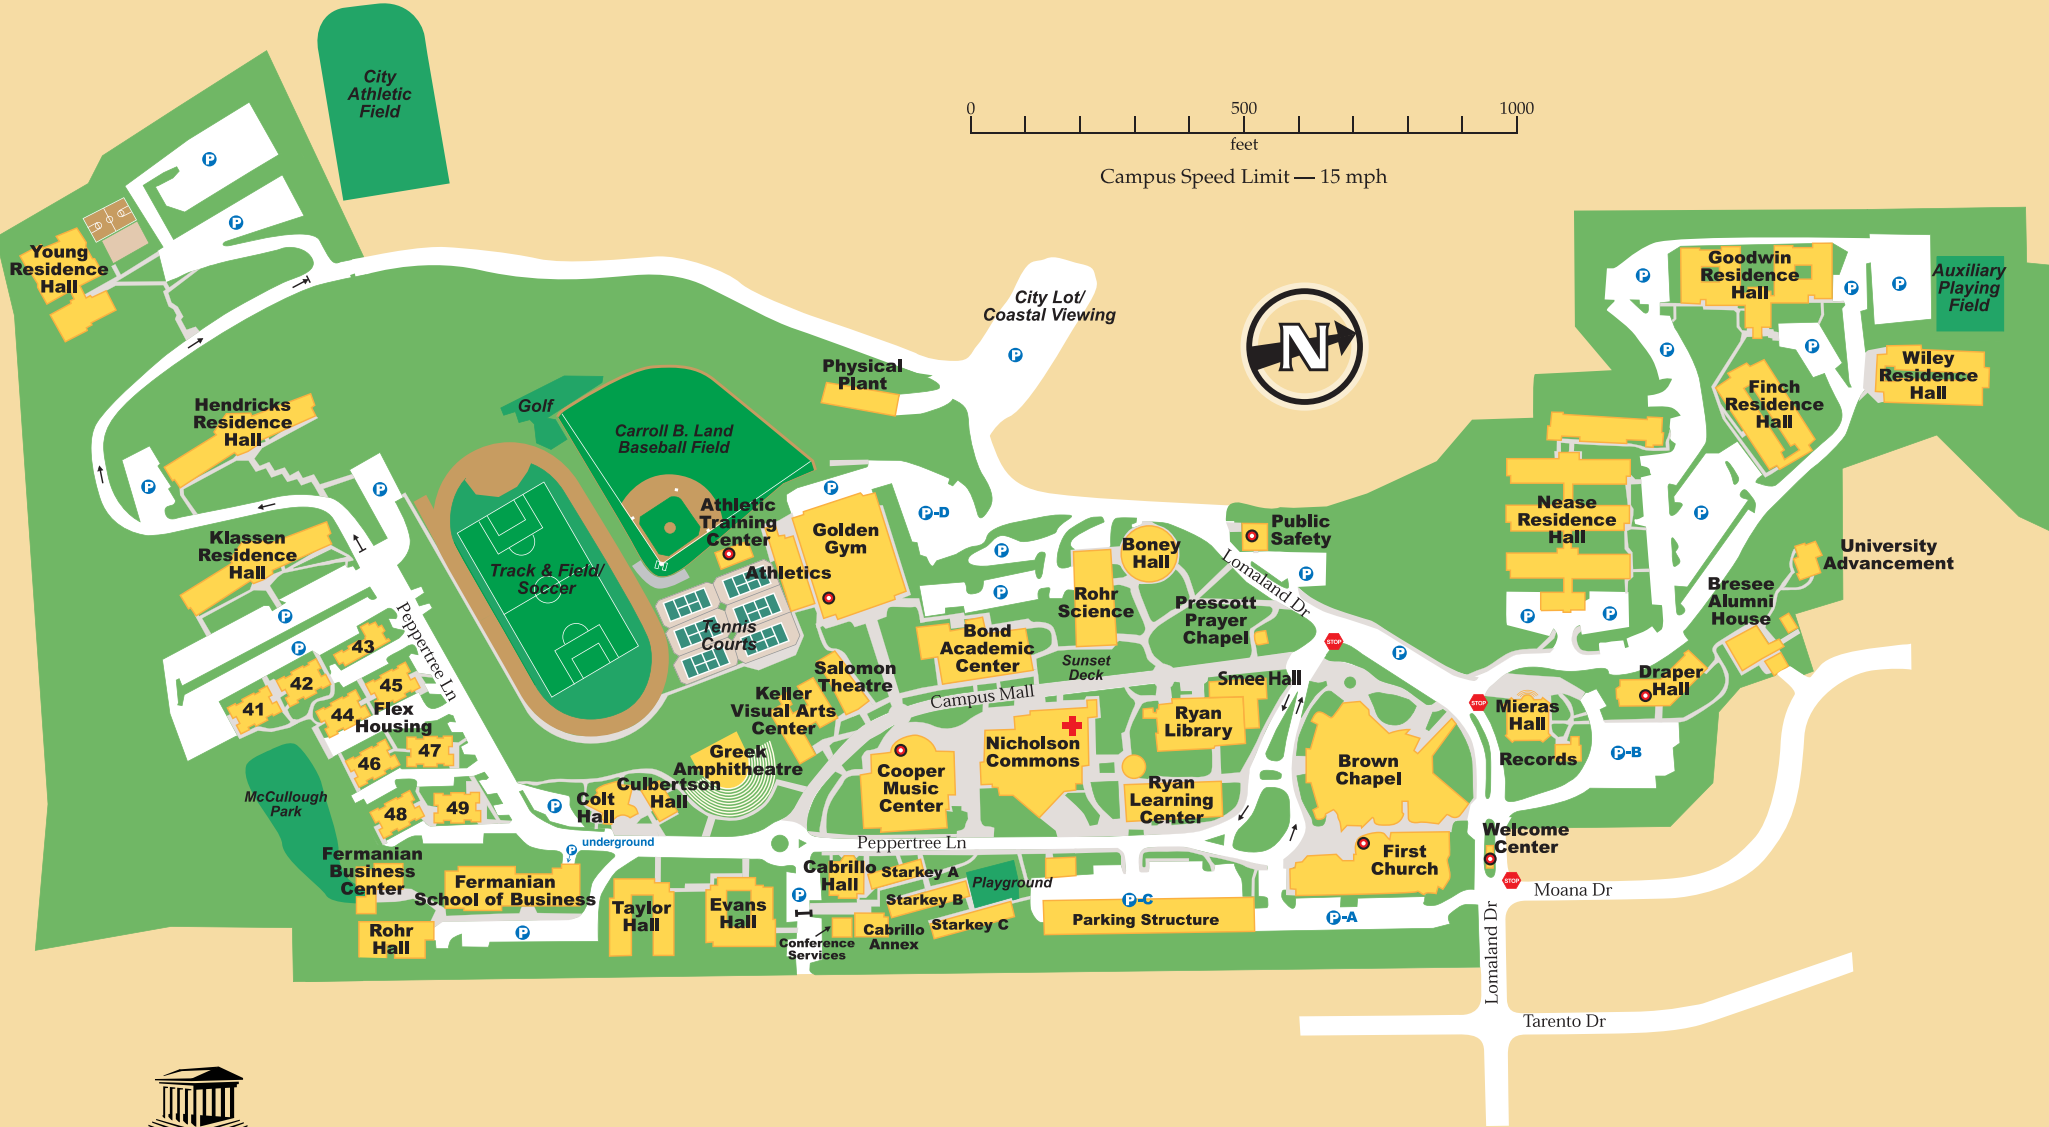 City
Athletic
Field
0
500
1000
feet
Campus Speed Limit — 15 mph
P
P
Young
Residence
Hall
City Lot/
Coastal Viewing
P
N
Physical
Plant
Goodwin
Residence
Hall
P
P
P
Auxiliary
Playing
Field
P
P
Wiley
Residence
Hall
Finch
Residence
Hall
Hendricks
Residence
Hall
Golf
Carroll B. Land
Baseball Field
P
P
Klassen
Residence
Hall
Athletic
Training
Center
P
Golden
Gym
P-D
P
P
Athletics
Track & Field/
Soccer
Tennis
Courts
Boney
Hall
Rohr
Science
Public
Safety
P
Lomaland Dr
Prescott
Prayer
Chapel
STOP
P
Nease
Residence
Hall
P
P
P
University
Advancement
Bresee
Alumni
House
Draper
Hall
P
P
Peppertree Ln
43
42
45
41
44
Flex
Housing
47
46
48
49
McCullough
Park
Bond
Academic
Center
Sunset
Deck
Salomon
Theatre
Campus Mall
Keller
Visual Arts
Center
Smee Hall
Ryan
Library
STOP
Mieras
Hall
Records
P-B
Greek
Amphitheatre
Culbertson
Hall
Colt
Hall
P
Cooper
Music
Center
Nicholson
Commons
Ryan
Learning
Center
Brown
Chapel
P
underground
Peppertree Ln
Welcome
Center
First
Church
STOP
Moana Dr
Fermanian
Business
Center
Fermanian
School of Business
Rohr
Hall
P
Taylor
Hall
Evans
Hall
P
Cabrillo
Hall
Starkey A
Starkey B
Starkey C
Playground
Cabrillo
Annex
Conference
Services
P-C
Parking Structure
P-A
Lomaland Dr
Tarento Dr